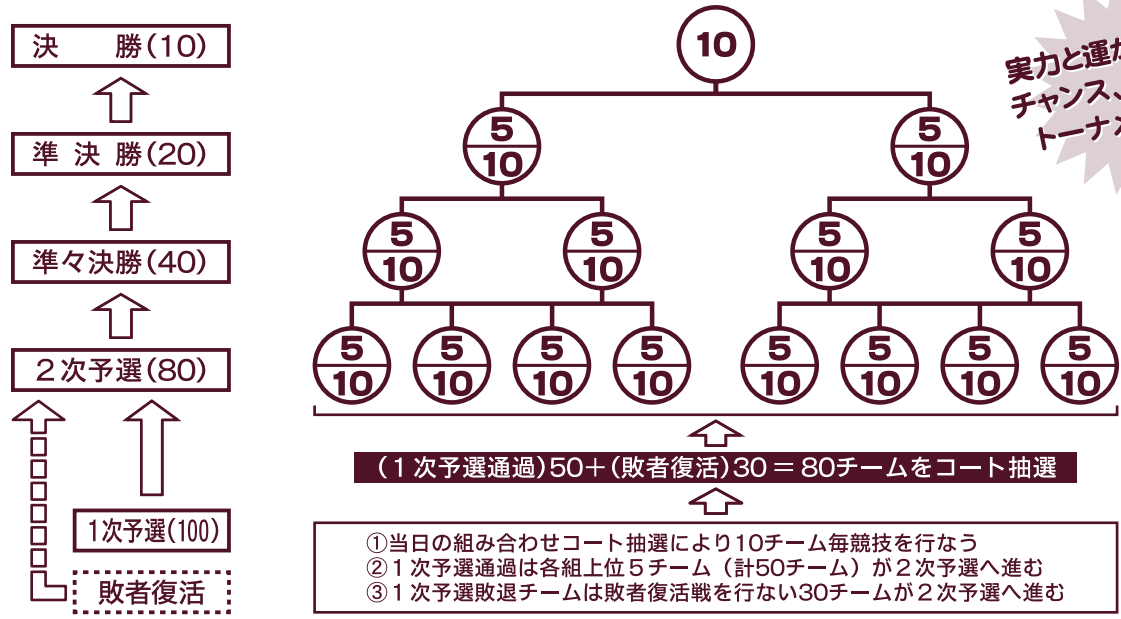 決　　勝(10)
準 決 勝(20)
準々決勝(40)
２次予選(80)
１次予選(100)
敗者復活
10
5
10
5
10
5
10
5
10
5
10
5
10
5
10
5
10
5
10
5
10
5
10
5
10
5
10
5
10
実力と運が
チャンス、
トーナメ
(１次予選通過)50＋(敗者復活)30＝80チームをコート抽選
①当日の組み合わせコート抽選により10チーム毎競技を行なう
②１次予選通過は各組上位５チーム（計50チーム）が２次予選へ進む
③１次予選敗退チームは敗者復活戦を行ない30チームが２次予選へ進む